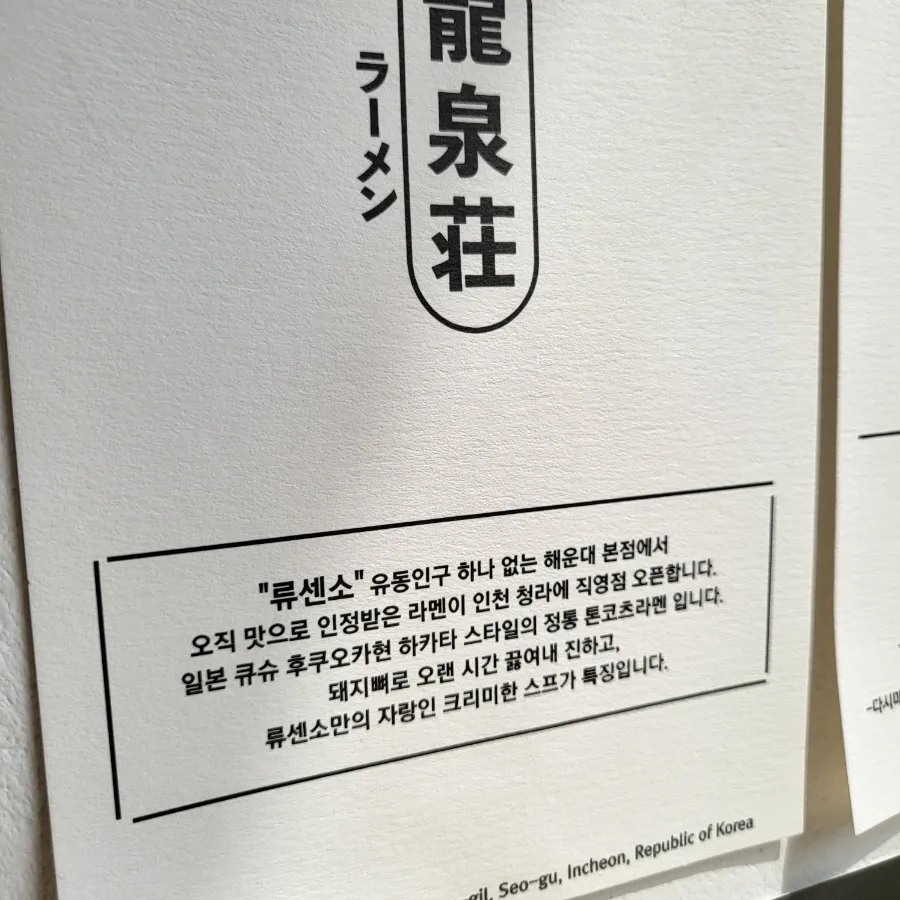 龍泉荘
ラーメン
"류센소" 유동인구 하나 없는 해운대 본점에서
오직 맛으로 인정받은 라멘이 인천 청라에 직영점 오픈합니다.
일본 큐슈 후쿠오카현 하카타 스타일의 정통 톤코츠라멘 입니다.
돼지뼈로 오랜 시간 끓여내 진하고,
류센소만의 자랑인 크리미한 스프가 특징입니다.
gil, Seo-gu, Incheon, Republic of Korea
-다시마